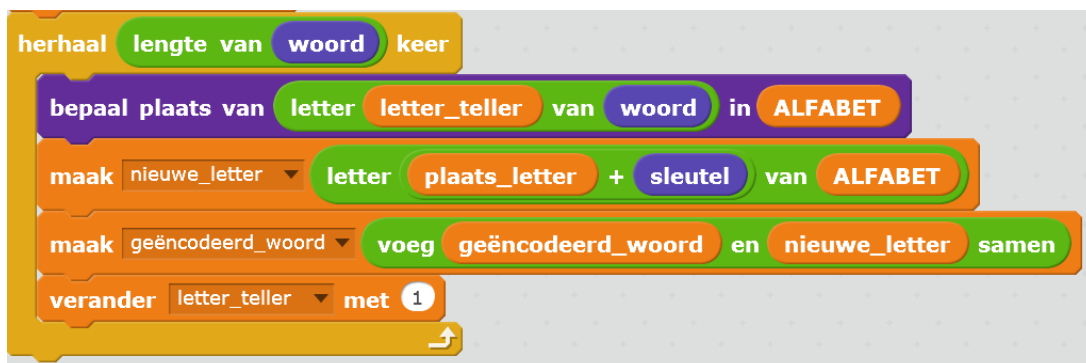 herhaal lengte van woord keer
bepaal plaats van letter letter_teller van woord in ALFABET
maak nieuwe_letter letter plaats_letter + sleutel van ALFABET
maak geëncodeerd_woord voeg geëncodeerd_woord en nieuwe_letter samen
verander letter_teller met 1